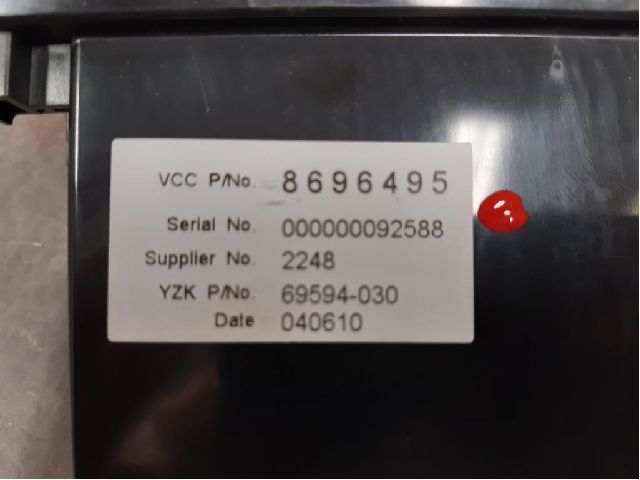 VCC P/No. 8696495
Serial No. 000000092588
Supplier No. 2248
YZK P/No. 69594-030
Date 040610